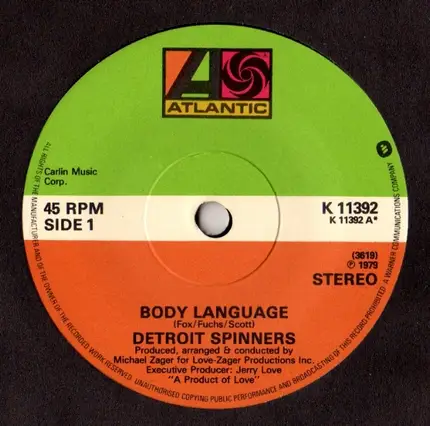 ATLANTIC
Carlin Music
Corp.
45 RPM
SIDE 1
K 11392
K 11392 A*
(3619)
℗ 1979
STEREO
BODY LANGUAGE
(Fox/Fuchs/Scott)
DETROIT SPINNERS
Produced, arranged & conducted by
Michael Zager for Love-Zager Productions Inc.
Executive Producer: Jerry Love
"A Product of Love"
ALL RIGHTS OF THE MANUFACTURER AND OF THE OWNER OF THE RECORDED WORK RESERVED UNAUTHORISED COPYING PUBLIC PERFORMANCE AND BROADCASTING OF THIS RECORD PROHIBITED A WARNER COMMUNICATIONS COMPANY